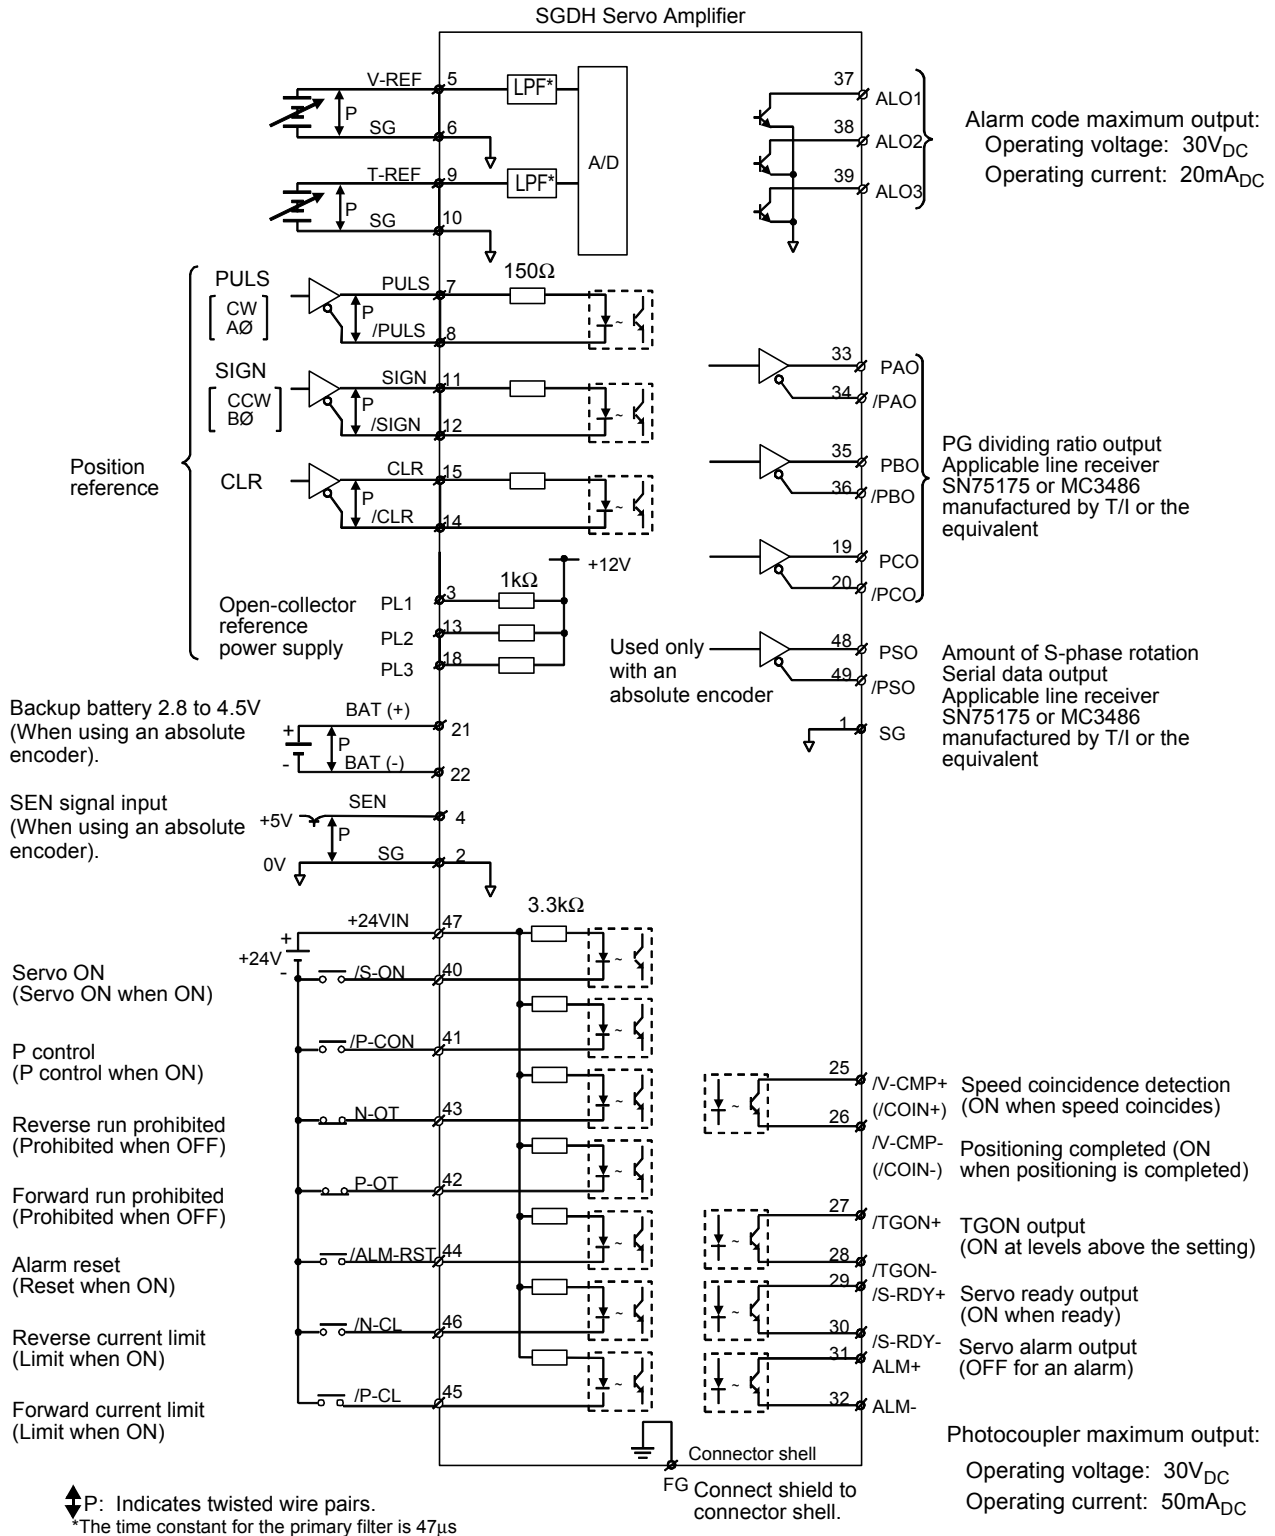 SGDH Servo Amplifier
V-REF 5 LPF*
P
SG 6
T-REF 9 LPF*
P
SG 10
A/D
37 ALO1
38 ALO2
39 ALO3
Alarm code maximum output:
Operating voltage: 30VDC
Operating current: 20mADC
Position
reference
PULS
CW
AØ
PULS 7 150Ω
P
/PULS 8
~
SIGN
CCW
BØ
SIGN 11
P
/SIGN 12
~
CLR
CLR 15
P
/CLR 14
~
+12V
Open-collector
reference
power supply
PL1 3 1kΩ
PL2 13
PL3 18
33 PAO
34 /PAO
35 PBO
36 /PBO
19 PCO
20 /PCO
PG dividing ratio output
Applicable line receiver
SN75175 or MC3486
manufactured by T/I or the
equivalent
Used only
with an
absolute encoder
48 PSO
49 /PSO
1 SG
Amount of S-phase rotation
Serial data output
Applicable line receiver
SN75175 or MC3486
manufactured by T/I or the
equivalent
Backup battery 2.8 to 4.5V
(When using an absolute
encoder).
BAT (+) 21
+
P
-
BAT (-) 22
SEN signal input
(When using an absolute
encoder).
+5V SEN 4
P
0V SG 2
3.3kΩ
+24VIN 47
+
+24V
-
~
Servo ON
(Servo ON when ON)
/S-ON 40
~
P control
(P control when ON)
/P-CON 41
~
Reverse run prohibited
(Prohibited when OFF)
N-OT 43
~
Forward run prohibited
(Prohibited when OFF)
P-OT 42
~
Alarm reset
(Reset when ON)
/ALM-RST 44
~
Reverse current limit
(Limit when ON)
/N-CL 46
~
Forward current limit
(Limit when ON)
/P-CL 45
~
25 /V-CMP+
(/COIN+)
~
26 /V-CMP-
(/COIN-)
Speed coincidence detection
(ON when speed coincides)
Positioning completed (ON
when positioning is completed)
27 /TGON+
~
28 /TGON-
TGON output
(ON at levels above the setting)
29 /S-RDY+
~
30 /S-RDY-
Servo ready output
(ON when ready)
31 ALM+
~
32 ALM-
Servo alarm output
(OFF for an alarm)
Connector shell
FG Connect shield to
connector shell.
Photocoupler maximum output:
Operating voltage: 30VDC
Operating current: 50mADC
P: Indicates twisted wire pairs.
*The time constant for the primary filter is 47μs